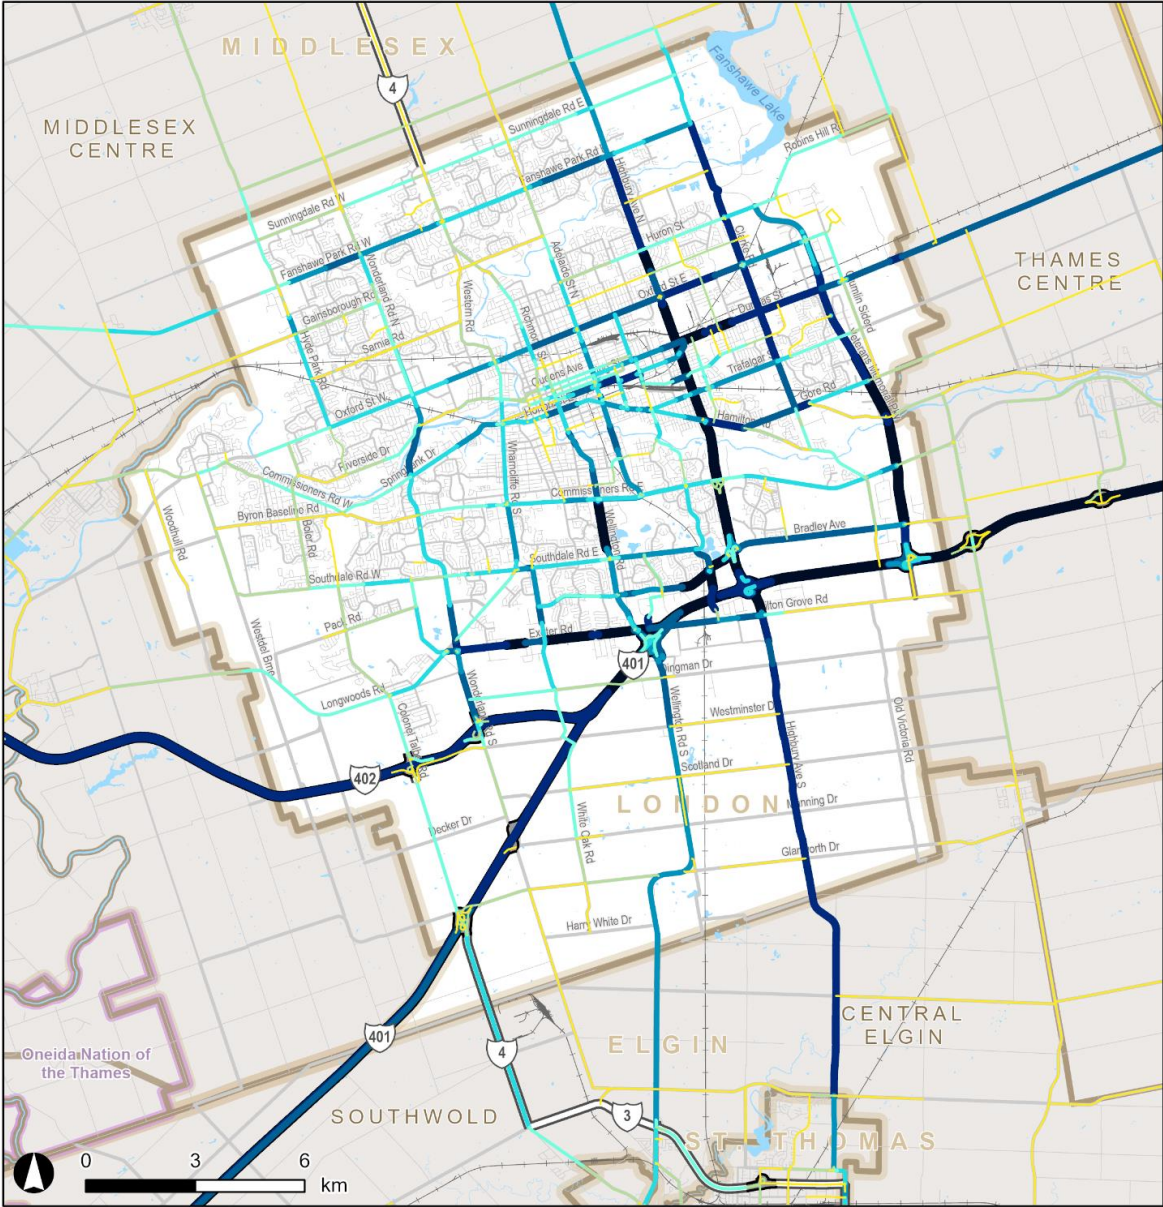 MIDDLESEX
4
Fanshawe Lake
MIDDLESEX
CENTRE
Sunningdale Rd E
Robins Hill R
Fanshawe Park Rd
Highbury Ave N
Sunningdale Rd W
Huron St
Clarke Rd
Adelaide St N
Fanshawe Park Rd W
Wonderland Rd N
THAMES
CENTRE
Oxford St E
Western Rd
Gainsborough Rd
Dundas St
Crumlin Siderd
Richmond St
Sarnia Rd
Hyde Park Rd
Queens Ave
Trafalgar
Veterans Memorial
Gore Rd
Oxford St W
Hamilton Rd
Riverside Dr
Springbank Dr
Wharncliffe Rd S
Commissioners Rd W
Commissioners Rd E
Byron Baseline Rd
Woodhull Rd
Boler Rd
Wellington Rd
Bradley Ave
Southdale Rd E
Southdale Rd W
ilton Grove Rd
Pack Rd
Westdel Brne
Exeter Rd
401
Dingman Dr
Longwoods Rd
Wonderland Rd S
Wellington Rd S
Colonel Talbot Rd
Westminster D
Highbury Ave S
Old Victoria Rd
402
Scotland Dr
LONDON
Manning Dr
Decker Dr
White Oak Rd
Glanworth Dr
Harry White Dr
CENTRAL
ELGIN
401
4
ELGIN
Oneida Nation of
the Thames
SOUTHWOLD
3
ST. THOMAS
0 3 6
km